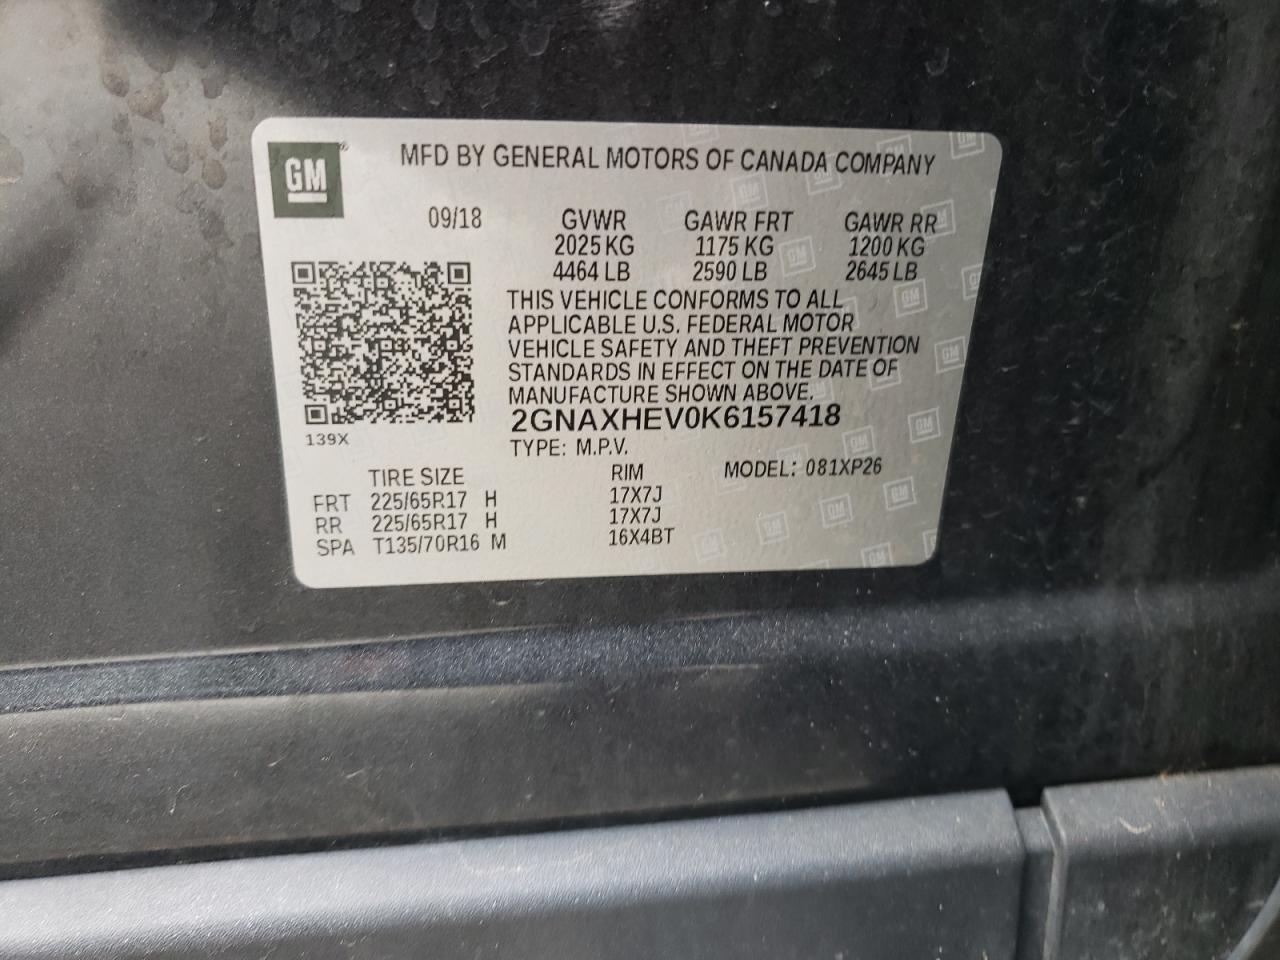 GM
MFD BY GENERAL MOTORS OF CANADA COMPANY
09/18 GVWR GAWR FRT GAWR RR
2025 KG 1175 KG 1200 KG
4464 LB 2590 LB 2645 LB
THIS VEHICLE CONFORMS TO ALL
APPLICABLE U.S. FEDERAL MOTOR
VEHICLE SAFETY AND THEFT PREVENTION
STANDARDS IN EFFECT ON THE DATE OF
MANUFACTURE SHOWN ABOVE.
2GNAXHEV0K6157418
139X
TYPE: M.P.V.
TIRE SIZE RIM MODEL: 081XP26
FRT 225/65R17 H 17X7J
RR 225/65R17 H 17X7J
SPA T135/70R16 M 16X4BT